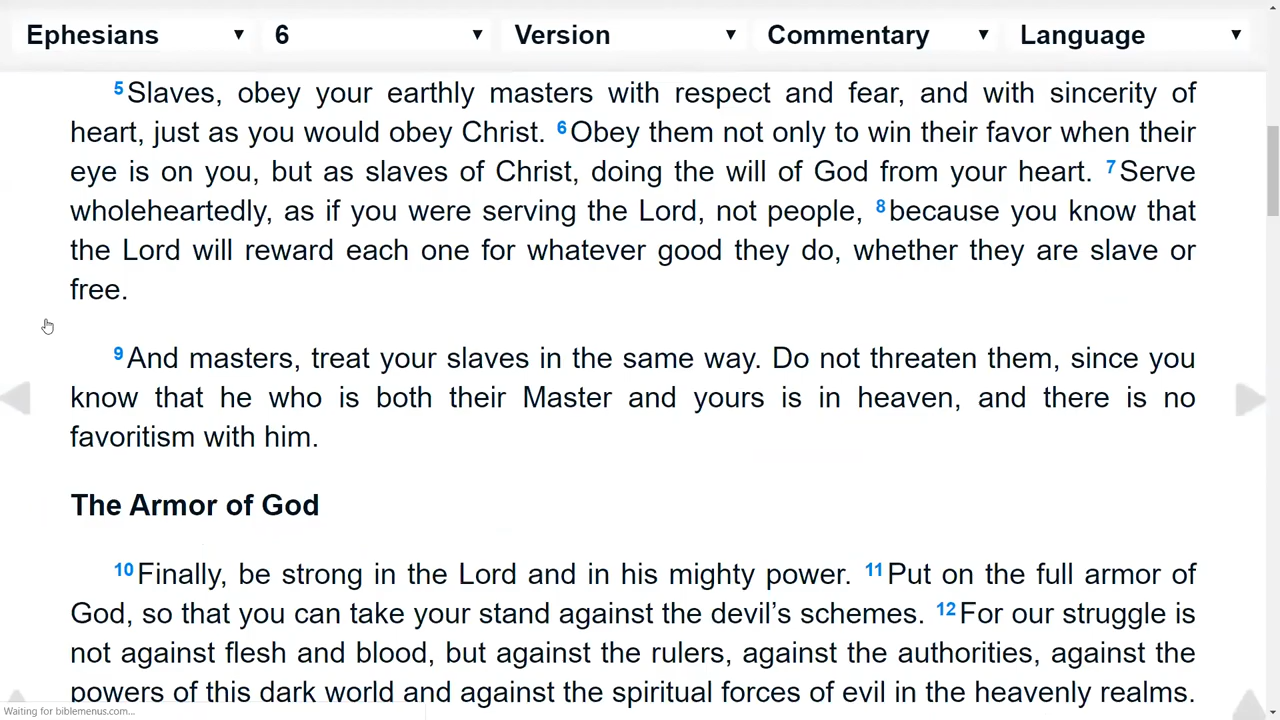 Ephesians 6 Version Commentary Language
5Slaves, obey your earthly masters with respect and fear, and with sincerity of
heart, just as you would obey Christ. 6Obey them not only to win their favor when their
eye is on you, but as slaves of Christ, doing the will of God from your heart. 7Serve
wholeheartedly, as if you were serving the Lord, not people, 8because you know that
the Lord will reward each one for whatever good they do, whether they are slave or
free.
9And masters, treat your slaves in the same way. Do not threaten them, since you
know that he who is both their Master and yours is in heaven, and there is no
favoritism with him.
The Armor of God
10Finally, be strong in the Lord and in his mighty power. 11Put on the full armor of
God, so that you can take your stand against the devil’s schemes. 12For our struggle is
not against flesh and blood, but against the rulers, against the authorities, against the
powers of this dark world and against the spiritual forces of evil in the heavenly realms.
Waiting for biblemenus.com...